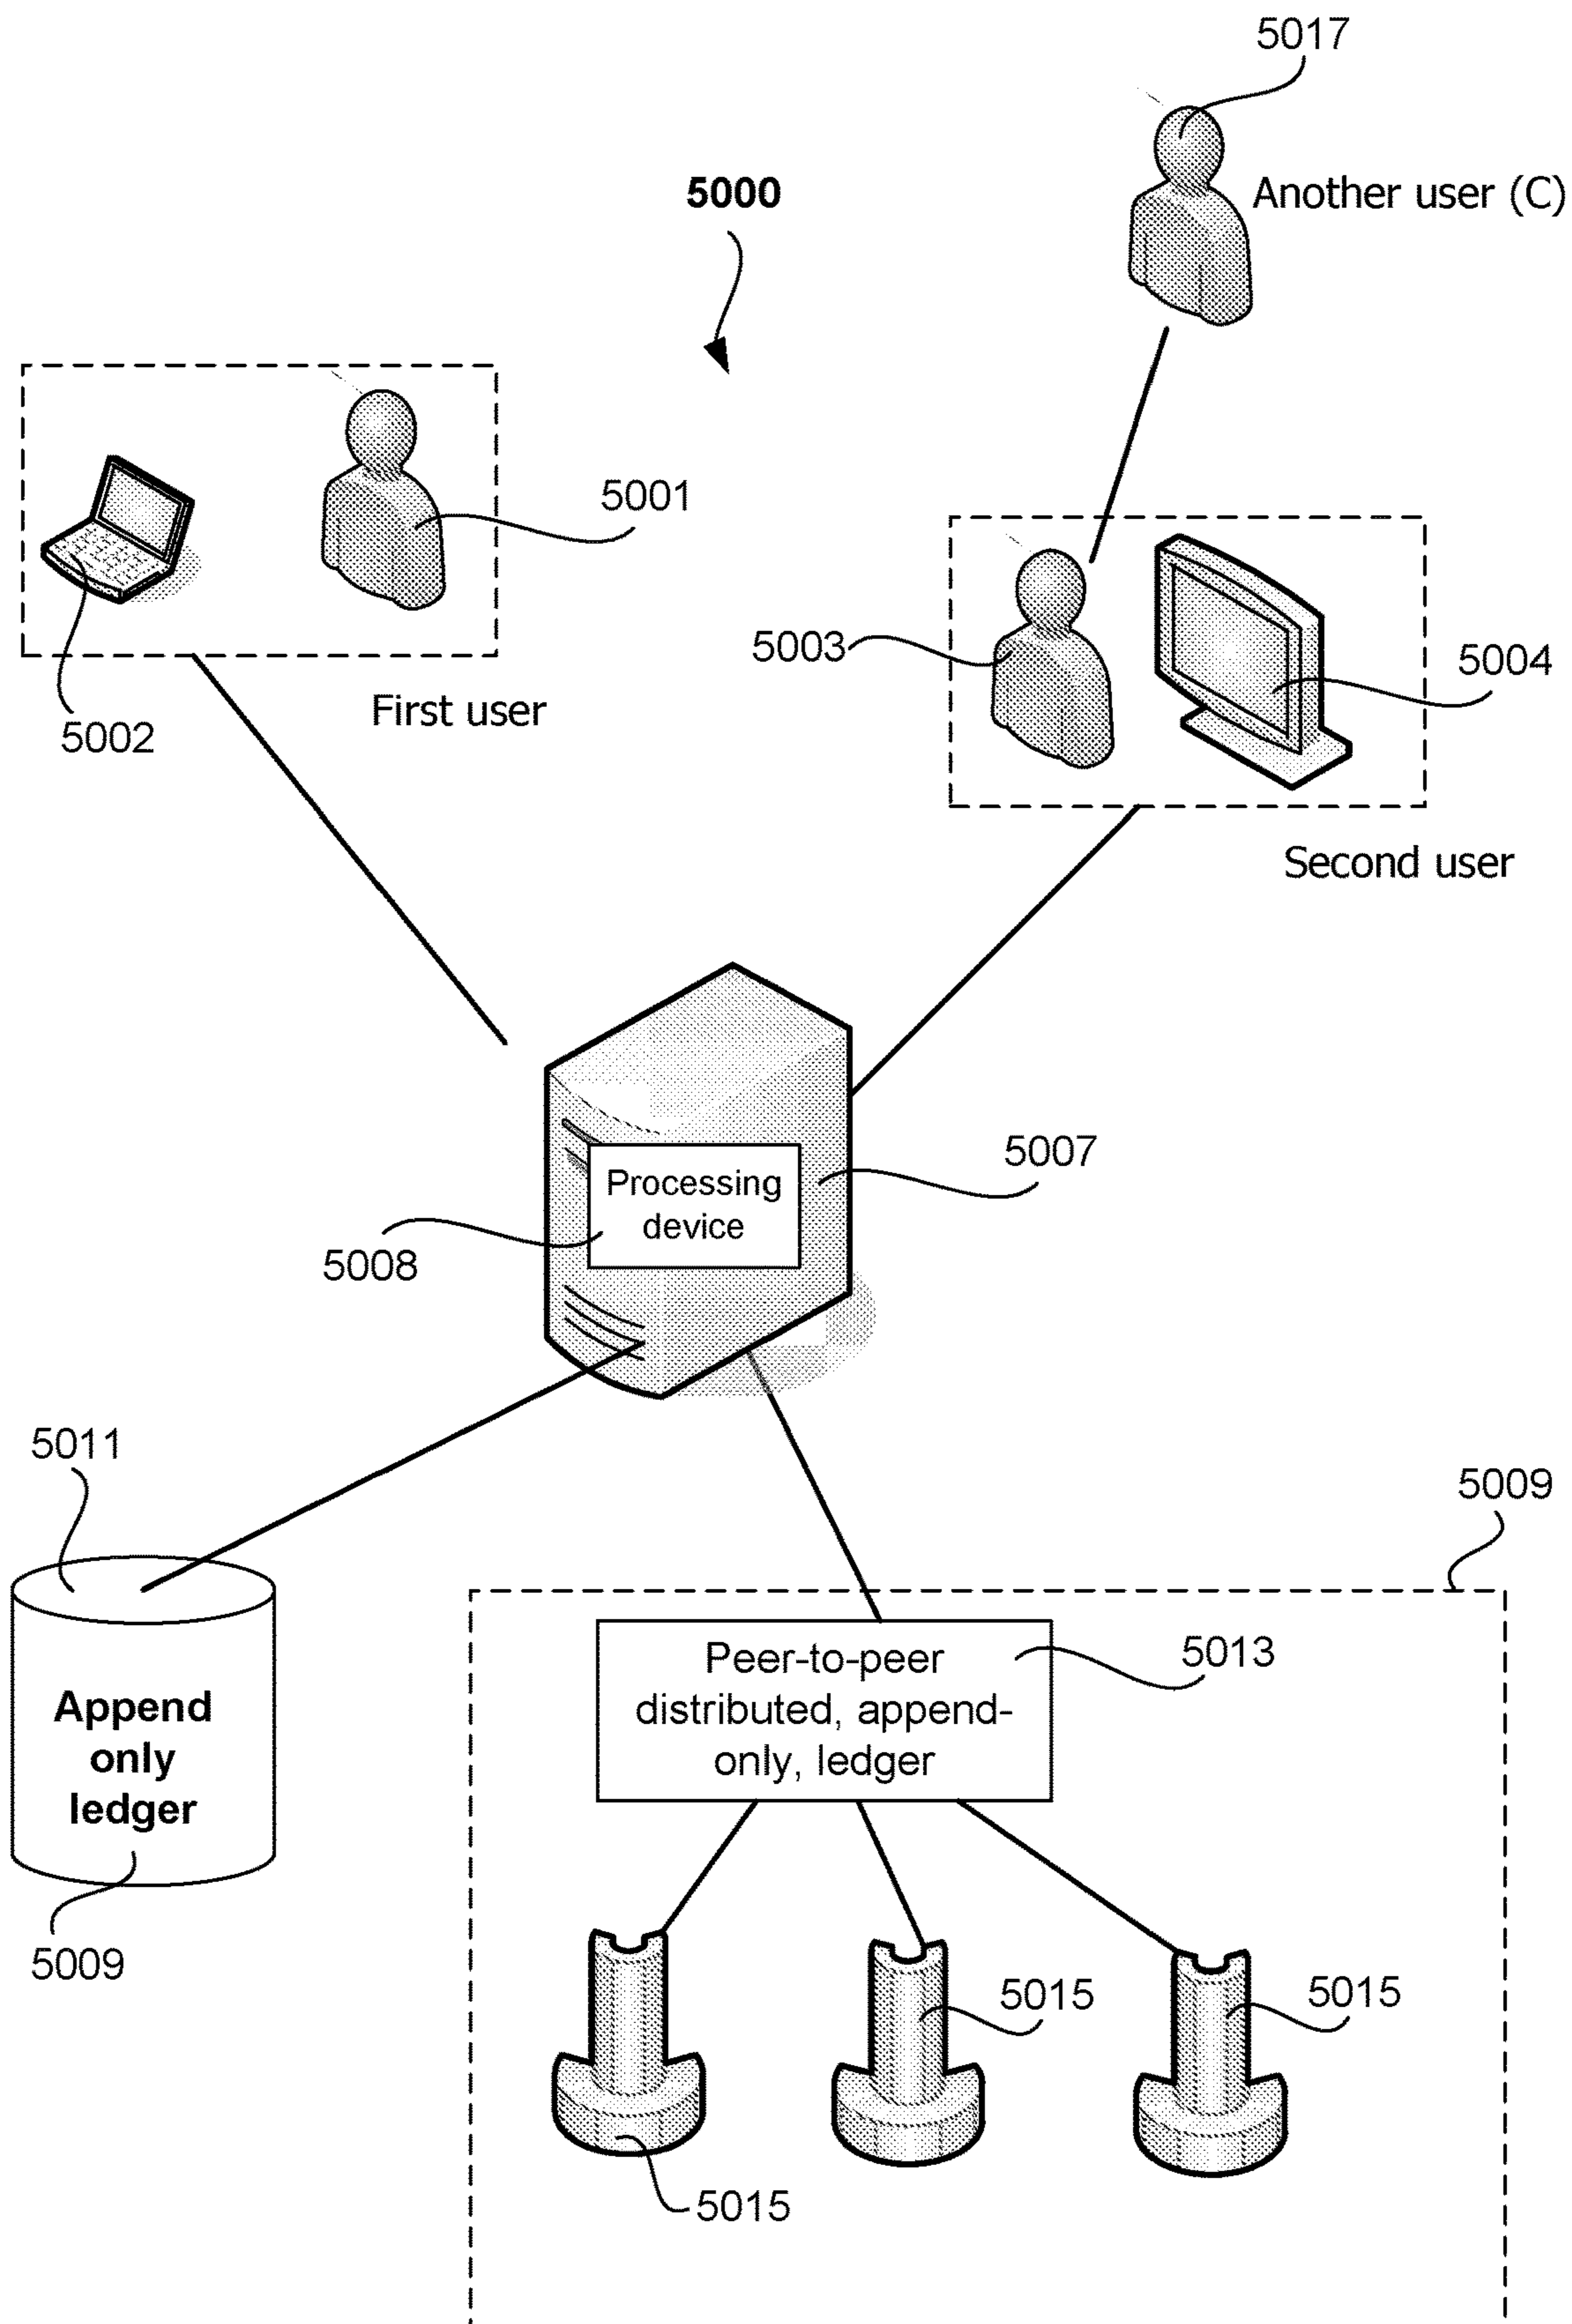 5017
5000
Another user (C)
5001
5003
5004
5002
First user
Second user
5007
Processing
device
5008
5011
5009
Peer-to-peer
distributed, append-
only, ledger
5013
Append
only
ledger
5009
5015
5015
5015